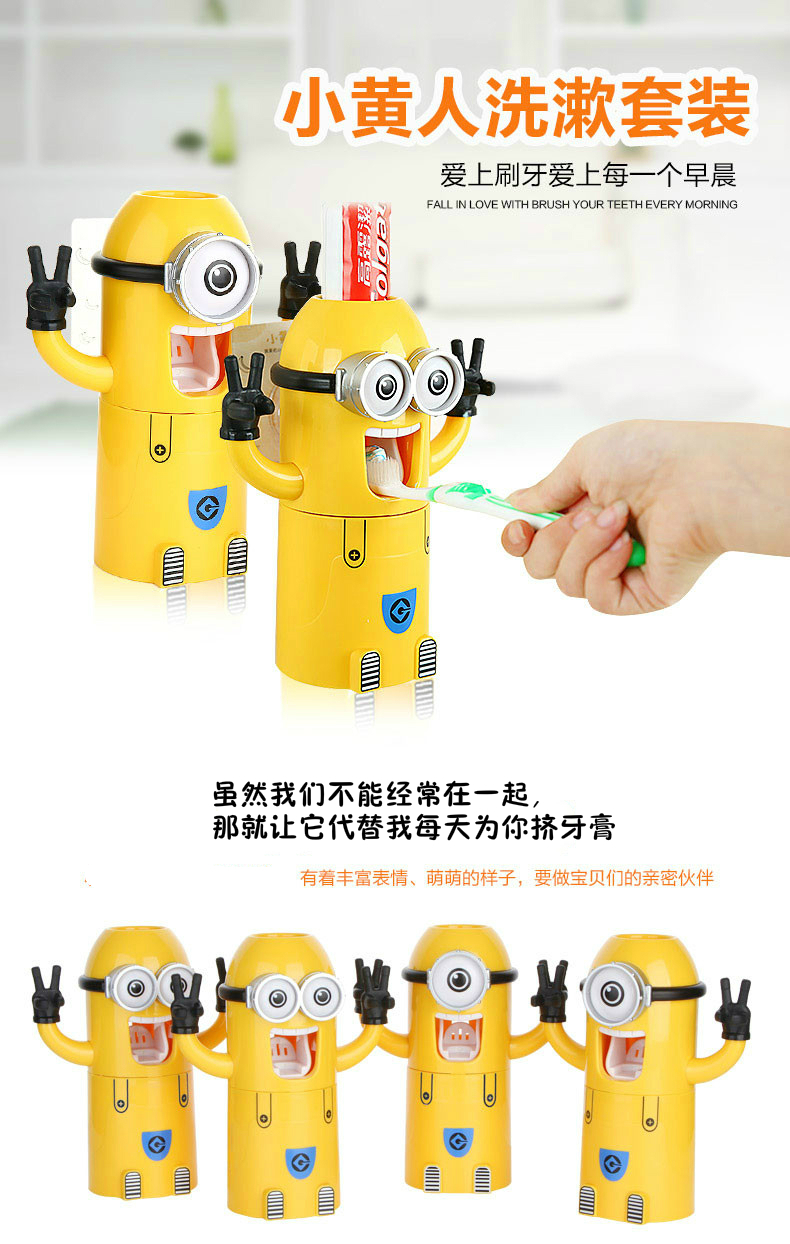 小黄人洗漱套装
爱上刷牙爱上每一个早晨
FALL IN LOVE WITH BRUSH YOUR TEETH EVERY MORNING
虽然我们不能经常在一起,
那就让它代替我每天为你挤牙膏
有着丰富表情、萌萌的样子，要做宝贝们的亲密伙伴